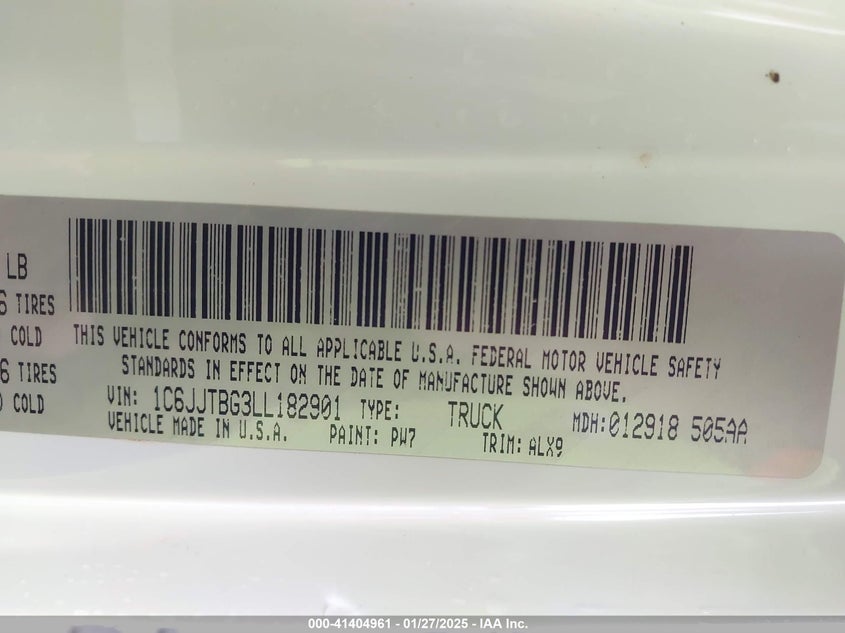 LB
6 TIRES
COLD
6 TIRES
COLD
THIS VEHICLE CONFORMS TO ALL APPLICABLE U.S.A. FEDERAL MOTOR VEHICLE SAFETY
STANDARDS IN EFFECT ON THE DATE OF MANUFACTURE SHOWN ABOVE.
VIN: 1C6JJTBG3LL182901 TYPE: TRUCK MDH:012918 505AA
VEHICLE MADE IN U.S.A. PAINT: PW7 TRIM: ALX9
000-41404961 - 01/27/2025 - IAA Inc.